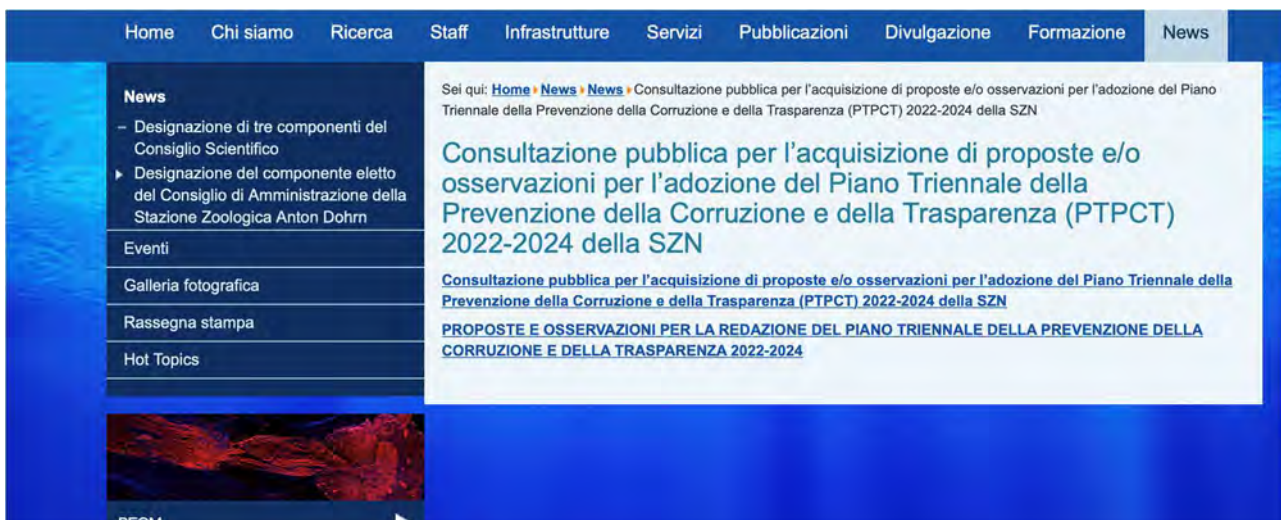 Home Chi siamo Ricerca Staff Infrastrutture Servizi Pubblicazioni Divulgazione Formazione News
News
– Designazione di tre componenti del
Consiglio Scientifico
Designazione del componente eletto
del Consiglio di Amministrazione della
Stazione Zoologica Anton Dohrn
Eventi
Galleria fotografica
Rassegna stampa
Hot Topics
Sei qui: Home News News Consultazione pubblica per l'acquisizione di proposte e/o osservazioni per l'adozione del Piano
Triennale della Prevenzione della Corruzione e della Trasparenza (PTPCT) 2022-2024 della SZN
Consultazione pubblica per l'acquisizione di proposte e/o
osservazioni per l'adozione del Piano Triennale della
Prevenzione della Corruzione e della Trasparenza (PTPCT)
2022-2024 della SZN
Consultazione pubblica per l'acquisizione di proposte e/o osservazioni per l'adozione del Piano Triennale della
Prevenzione della Corruzione e della Trasparenza (PTPCT) 2022-2024 della SZN
PROPOSTE E OSSERVAZIONI PER LA REDAZIONE DEL PIANO TRIENNALE DELLA PREVENZIONE DELLA
CORRUZIONE E DELLA TRASPARENZA 2022-2024